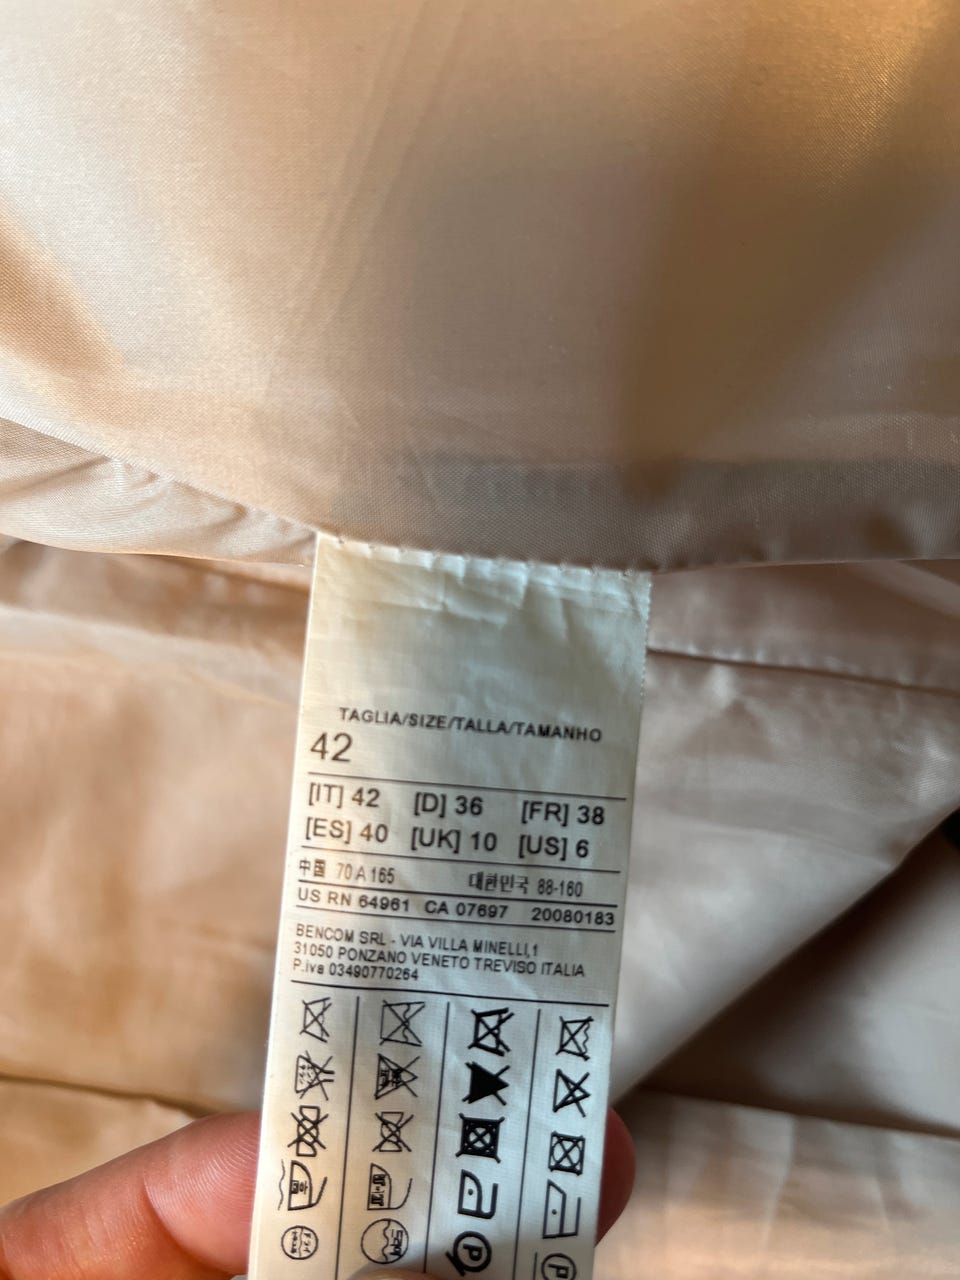 TAGLIA/SIZE/TALLA/TAMANHO
42
[IT] 42 [D] 36 [FR] 38
[ES] 40 [UK] 10 [US] 6
中国 70A165 대한민국 88-160
US RN 64961 CA 07697 20080183
BENCOM SRL - VIA VILLA MINELLI,1
31050 PONZANO VENETO TREVISO ITALIA
P.iva 03490770264
P
P